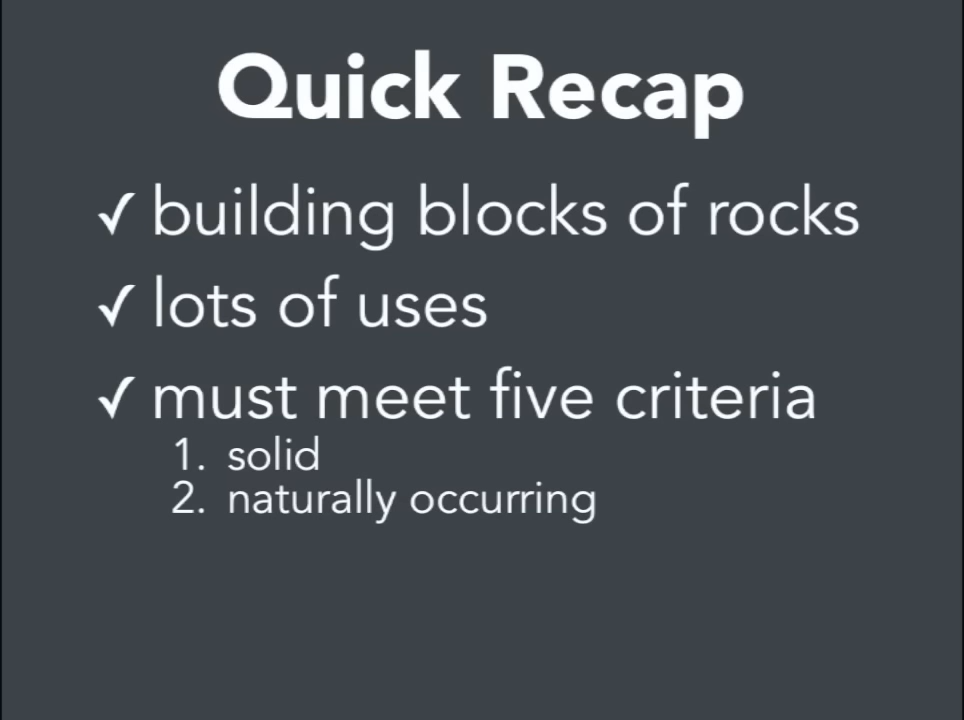 Quick Recap
✓ building blocks of rocks
✓ lots of uses
✓ must meet five criteria
1. solid
2. naturally occurring